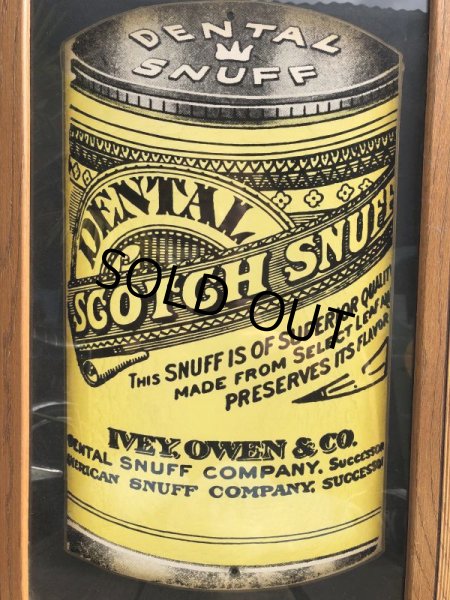 DENTAL
SNUFF
DENTAL
SCOTCH SNUFF
SOLD OUT
THIS SNUFF IS OF SUPERIOR QUALITY
MADE FROM SELECT LEAF AND
PRESERVES ITS FLAVOR
IVEY, OWEN & CO.
DENTAL SNUFF COMPANY, SUCCESSOR
AMERICAN SNUFF COMPANY, SUCCESSOR